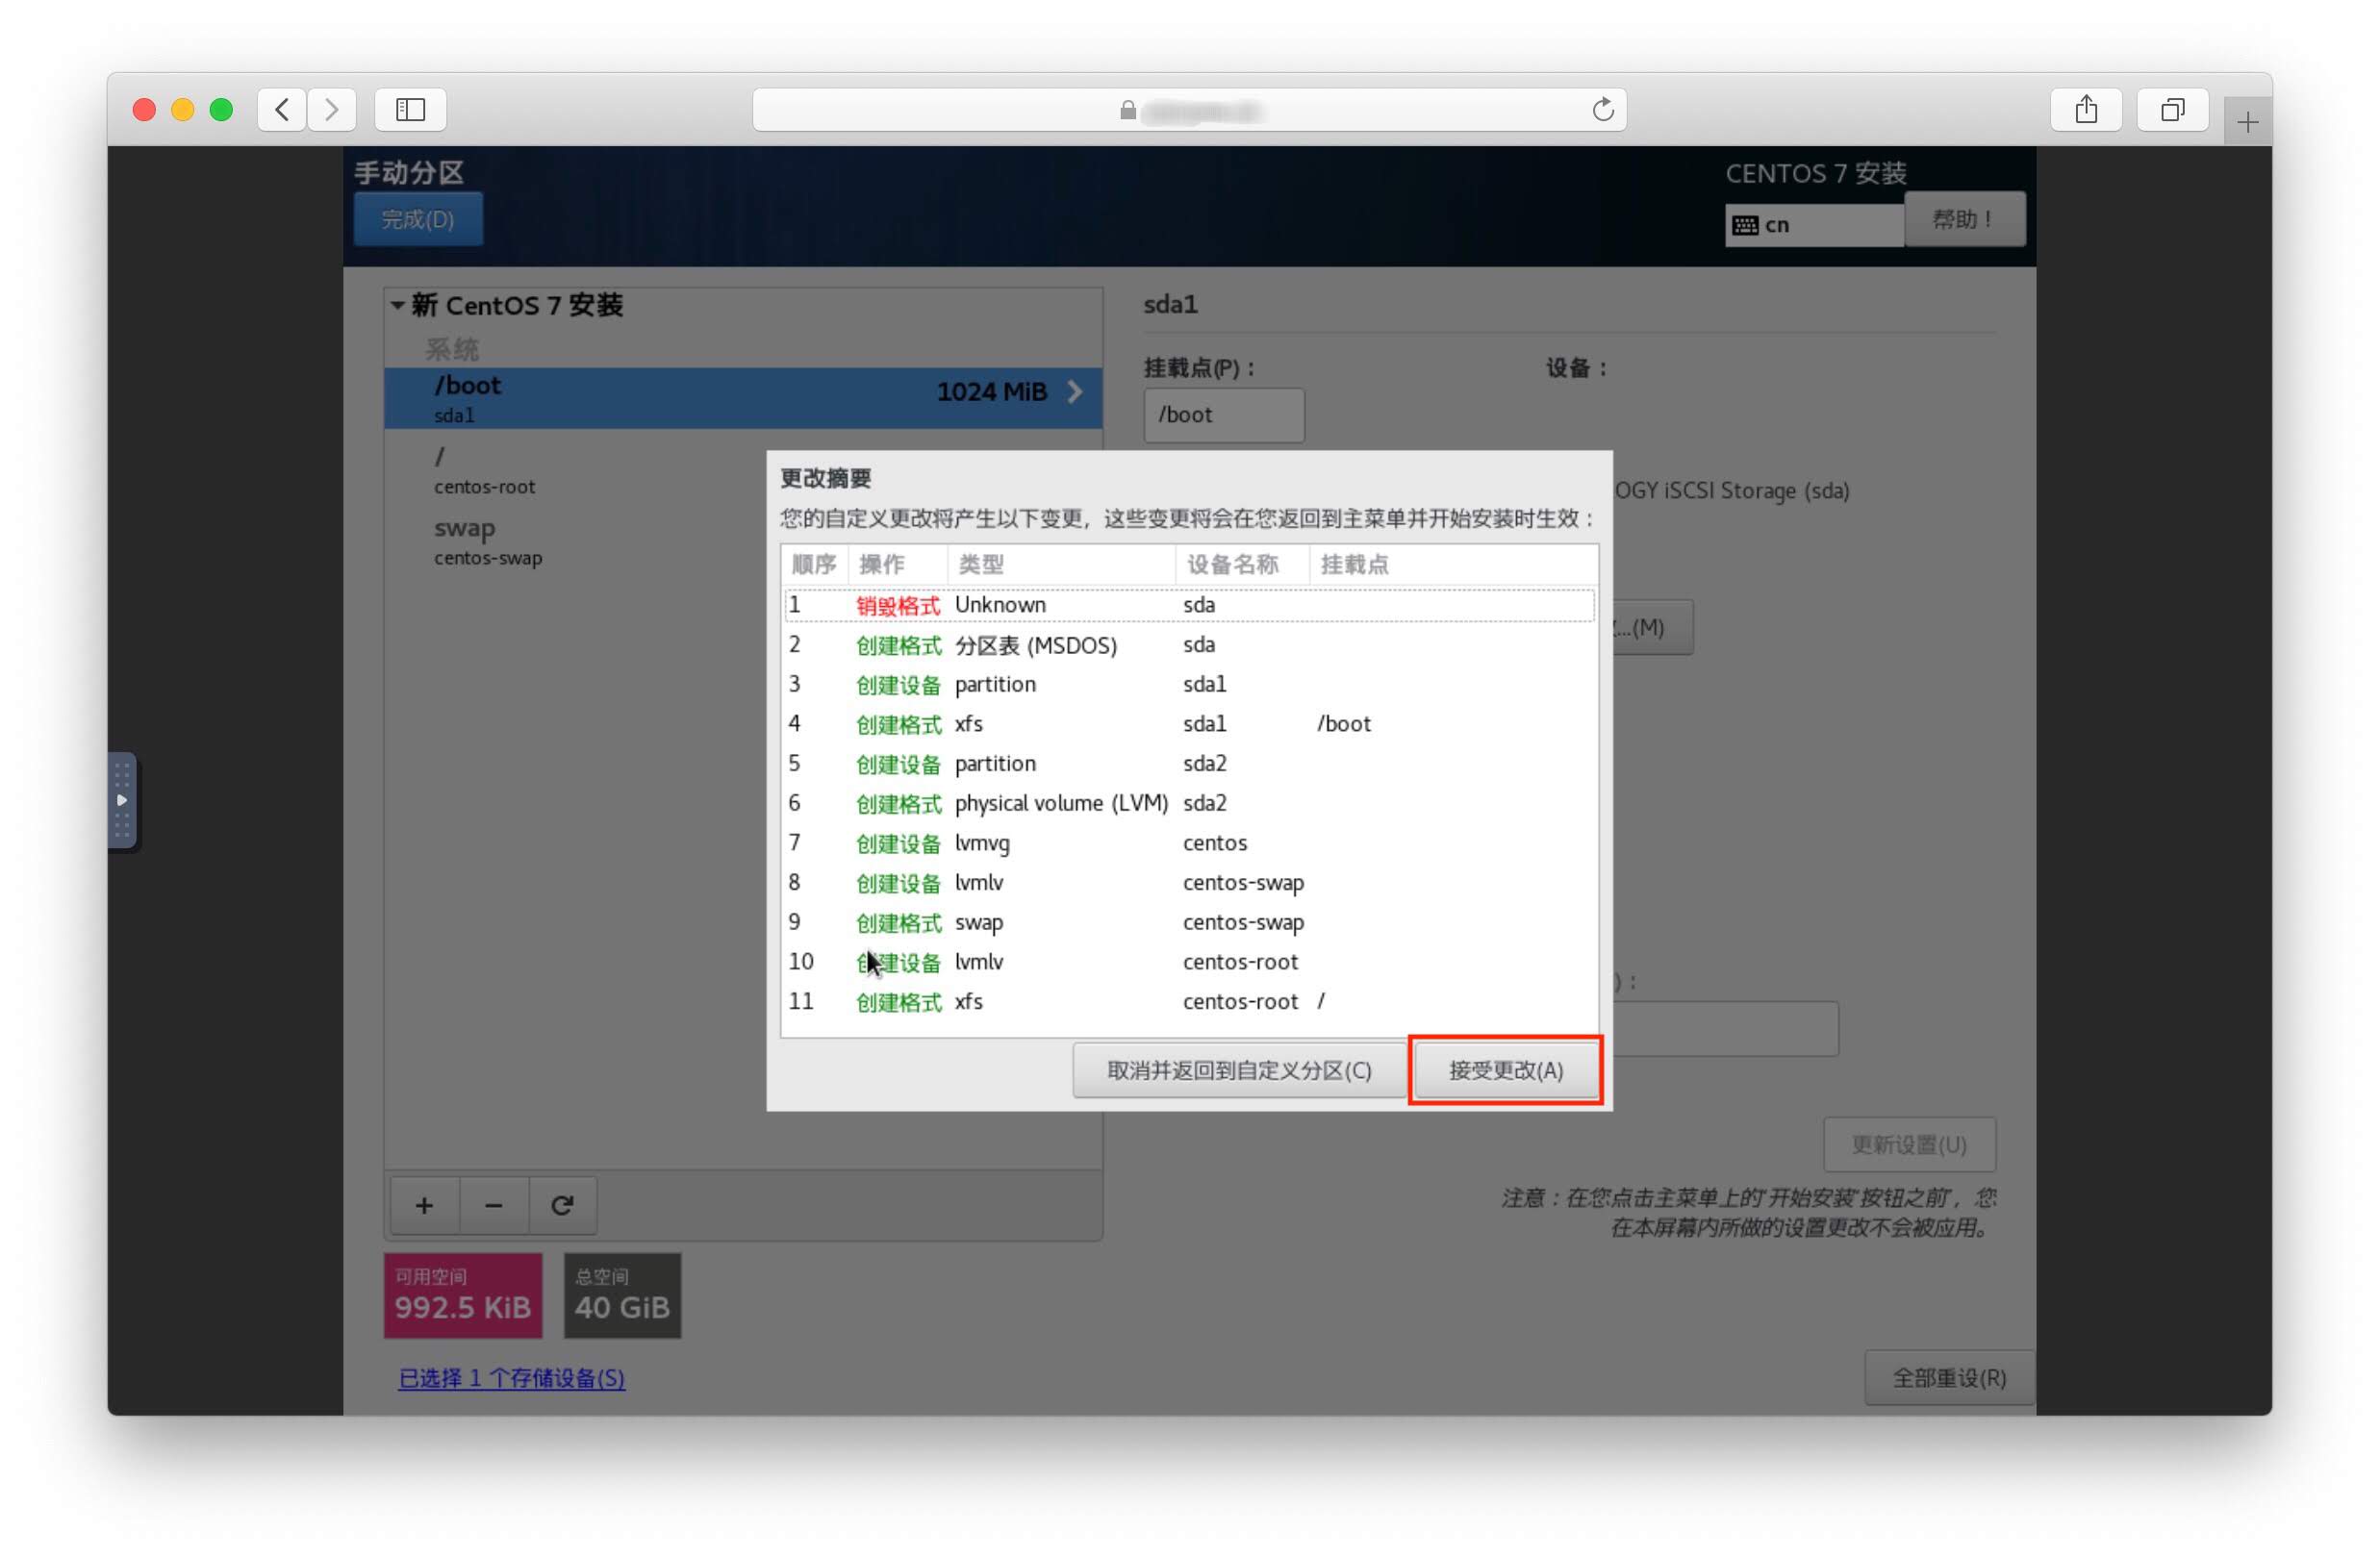 手动分区
CENTOS 7 安装
完成(D)
cn
帮助！
新 CentOS 7 安装
系统
/boot
1024 MiB
sda1
/
centos-root
swap
centos-swap
sda1
挂载点(P)：
设备：
/boot
OGY iSCSI Storage (sda)
...(M)
更改摘要
您的自定义更改将产生以下变更，这些变更将会在您返回到主菜单并开始安装时生效：
顺序 操作 类型 设备名称 挂载点
1 销毁格式 Unknown sda
2 创建格式 分区表 (MSDOS) sda
3 创建设备 partition sda1
4 创建格式 xfs sda1 /boot
5 创建设备 partition sda2
6 创建格式 physical volume (LVM) sda2
7 创建设备 lvmvg centos
8 创建设备 lvmlv centos-swap
9 创建格式 swap centos-swap
10 创建设备 lvmlv centos-root
11 创建格式 xfs centos-root /
取消并返回到自定义分区(C)
接受更改(A)
)：
更新设置(U)
注意：在您点击主菜单上的"开始安装"按钮之前，您
在本屏幕内所做的设置更改不会被应用。
可用空间
992.5 KiB
总空间
40 GiB
已选择 1 个存储设备(S)
全部重设(R)